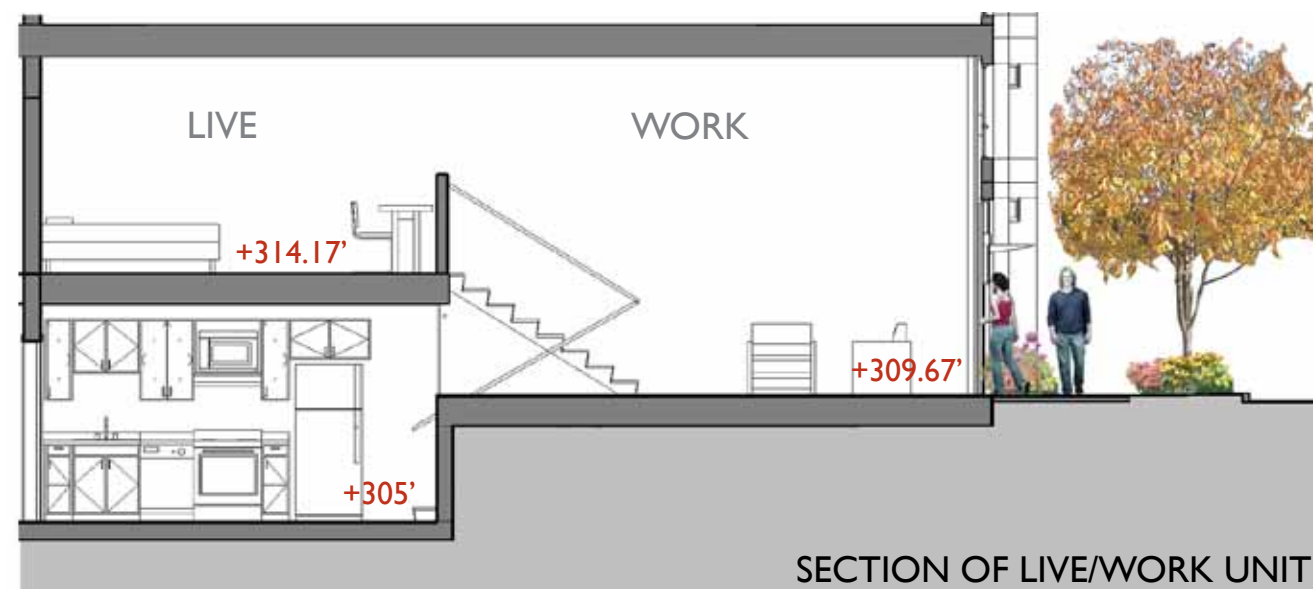 LIVE
WORK
+314.17’
+309.67’
+305’
SECTION OF LIVE/WORK UNIT